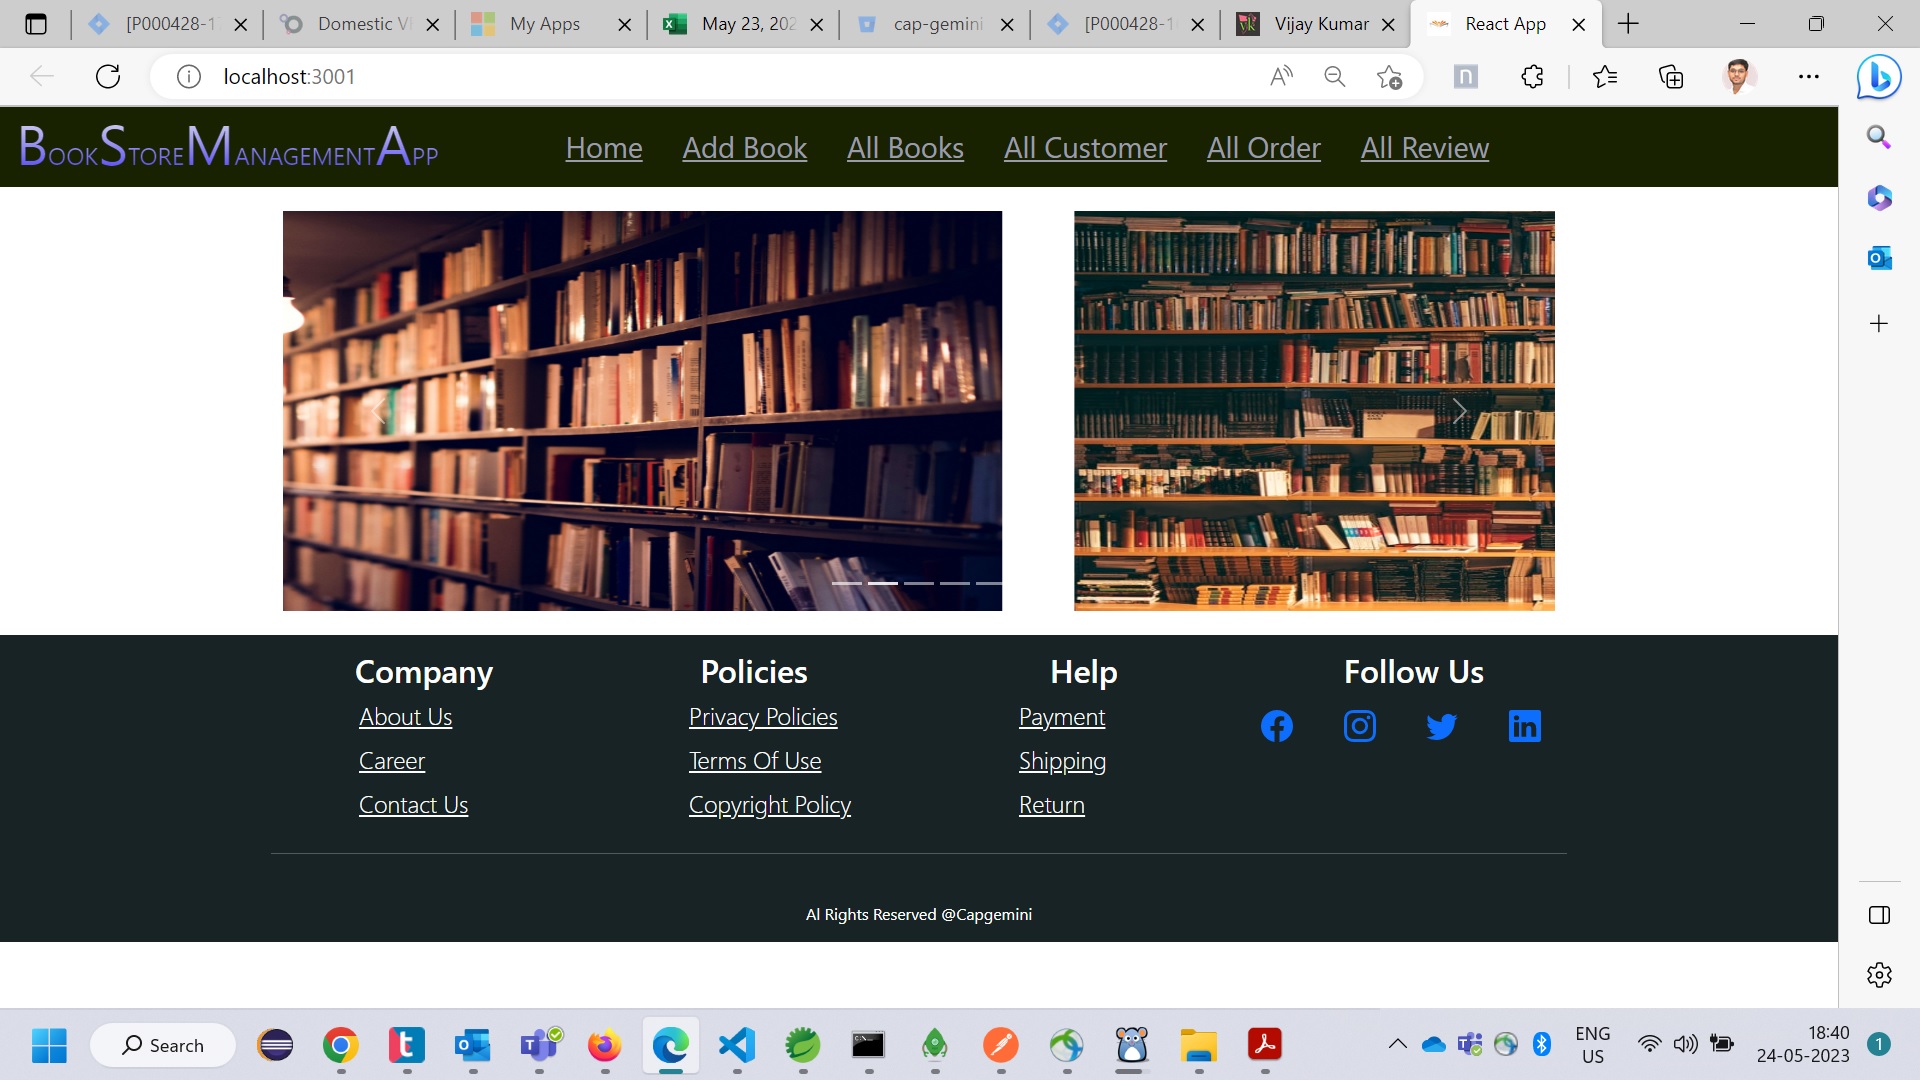 [P000428-1
Domestic Vi
My Apps
May 23, 202
cap-gemini
[P000428-1
Vijay Kumar
React App
localhost:3001
BookStoreManagementApp
Home
Add Book
All Books
All Customer
All Order
All Review
Company
Policies
Help
Follow Us
About Us
Privacy Policies
Payment
Career
Terms Of Use
Shipping
Contact Us
Copyright Policy
Return
Al Rights Reserved @Capgemini
Search
ENG
US
18:40
24-05-2023
1